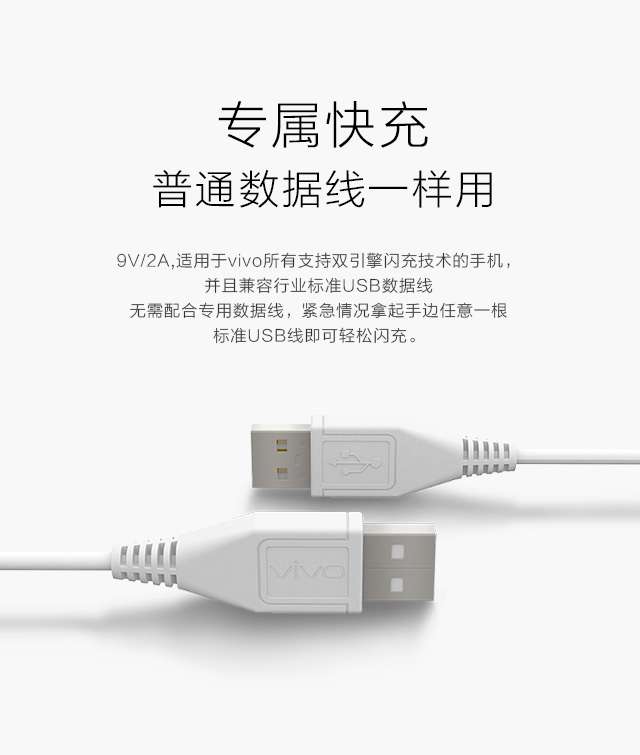 专属快充
普通数据线一样用
9V/2A,适用于vivo所有支持双引擎闪充技术的手机，
并且兼容行业标准USB数据线
无需配合专用数据线，紧急情况拿起手边任意一根
标准USB线即可轻松闪充。
vivo